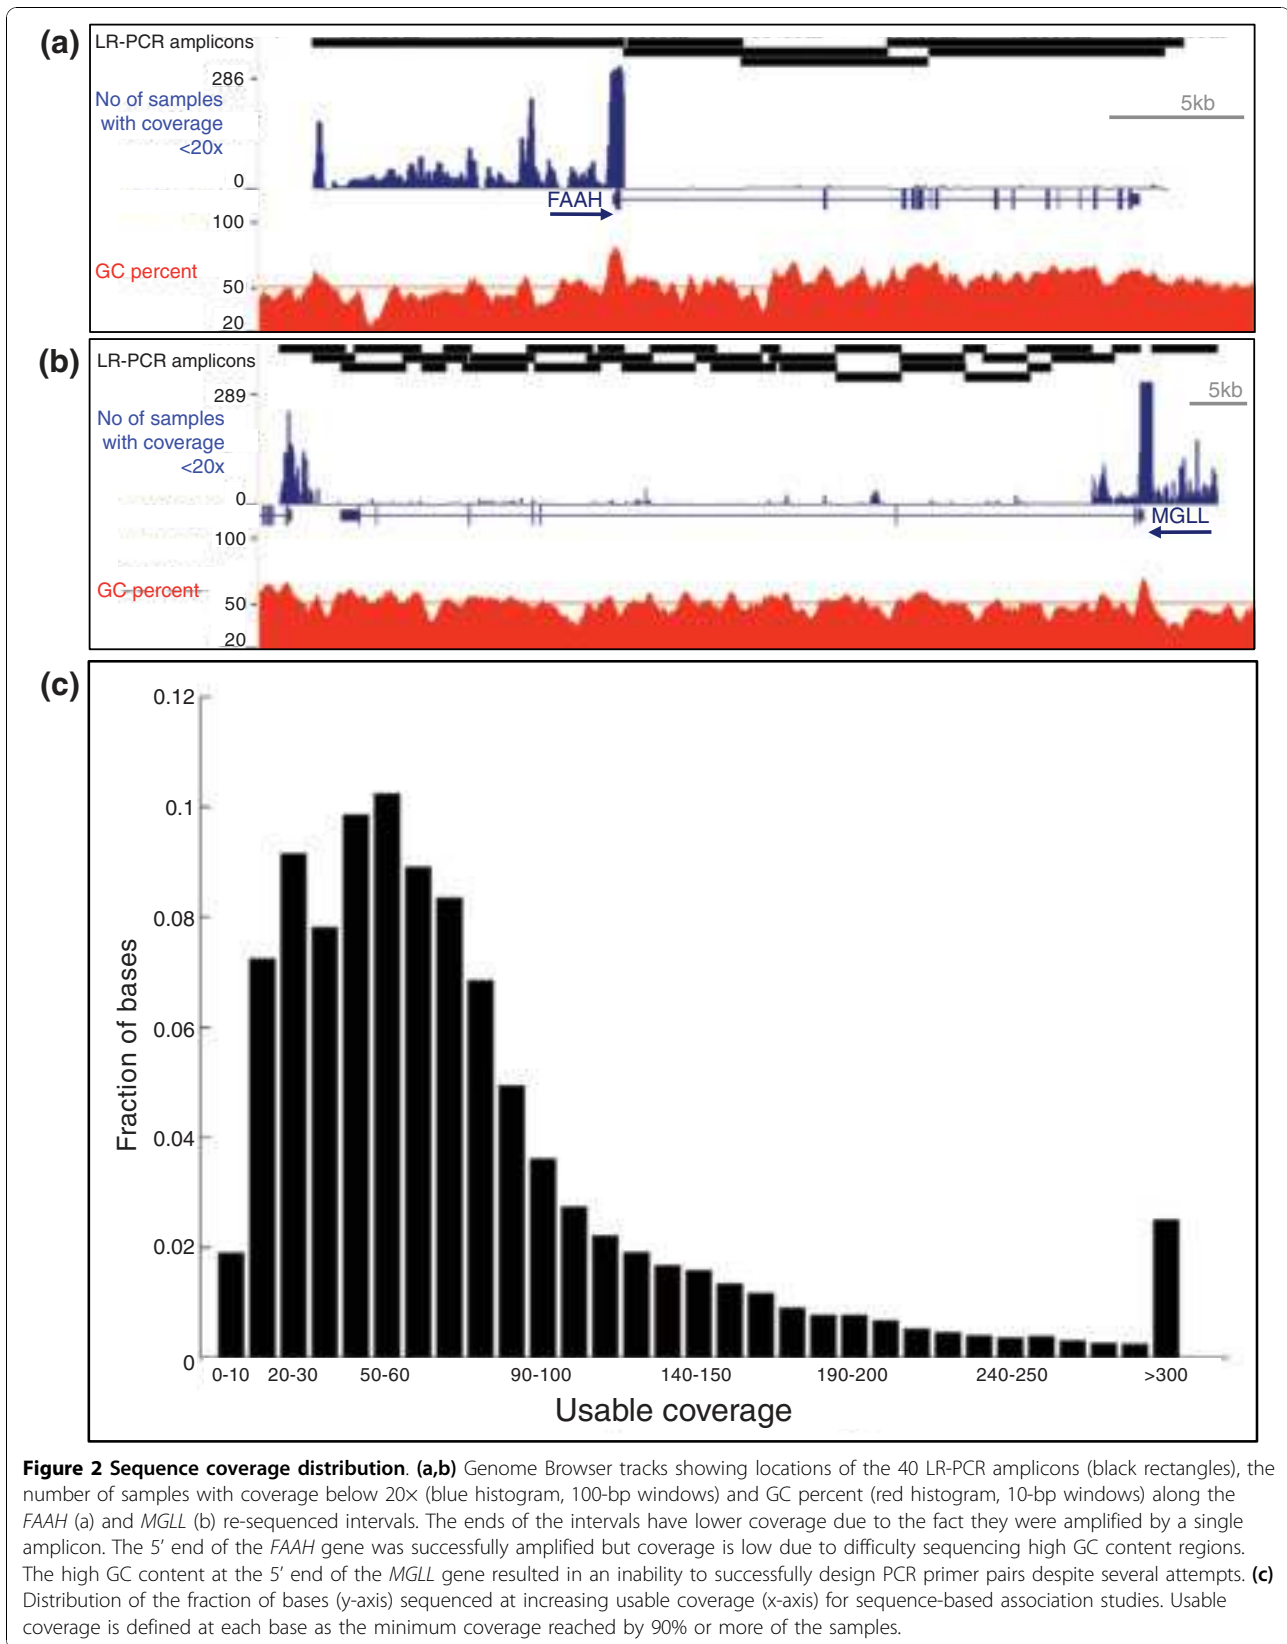 (a)
LR-PCR amplicons
286
No of samples
with coverage
<20x
0
5kb
FAAH
100
GC percent
50
20
(b)
LR-PCR amplicons
289
No of samples
with coverage
<20x
0
5kb
MGLL
100
GC percent
50
20
(c)
0.12
0.1
0.08
0.06
0.04
0.02
0
Fraction of bases
0-10 20-30 50-60 90-100 140-150 190-200 240-250 >300
Usable coverage
Figure 2 Sequence coverage distribution. (a,b) Genome Browser tracks showing locations of the 40 LR-PCR amplicons (black rectangles), the
number of samples with coverage below 20× (blue histogram, 100-bp windows) and GC percent (red histogram, 10-bp windows) along the
FAAH (a) and MGLL (b) re-sequenced intervals. The ends of the intervals have lower coverage due to the fact they were amplified by a single
amplicon. The 5’ end of the FAAH gene was successfully amplified but coverage is low due to difficulty sequencing high GC content regions.
The high GC content at the 5’ end of the MGLL gene resulted in an inability to successfully design PCR primer pairs despite several attempts. (c)
Distribution of the fraction of bases (y-axis) sequenced at increasing usable coverage (x-axis) for sequence-based association studies. Usable
coverage is defined at each base as the minimum coverage reached by 90% or more of the samples.